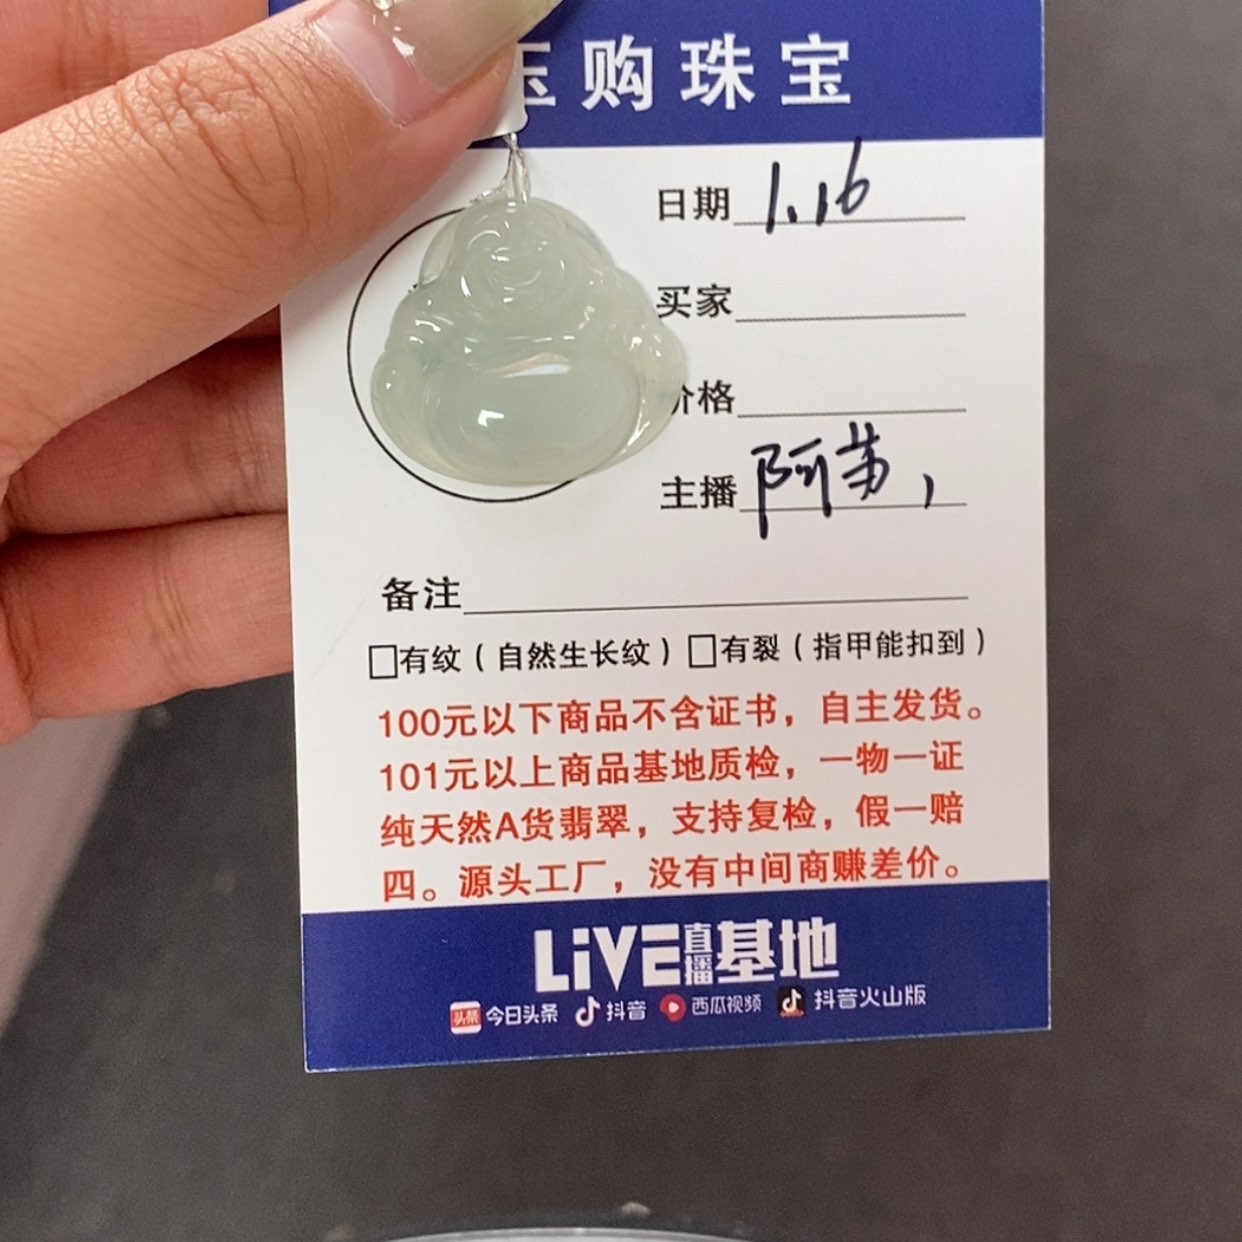 玉购珠宝
日期 1.16
买家
价格
主播 阿弟,
备注
□有纹(自然生长纹) □有裂(指甲能扣到)
100元以下商品不含证书,自主发货。
101元以上商品基地质检,一物一证
纯天然A货翡翠,支持复检,假一赔
四。源头工厂,没有中间商赚差价。
LiVE直播基地
头条 今日头条 抖音 西瓜视频 抖音火山版